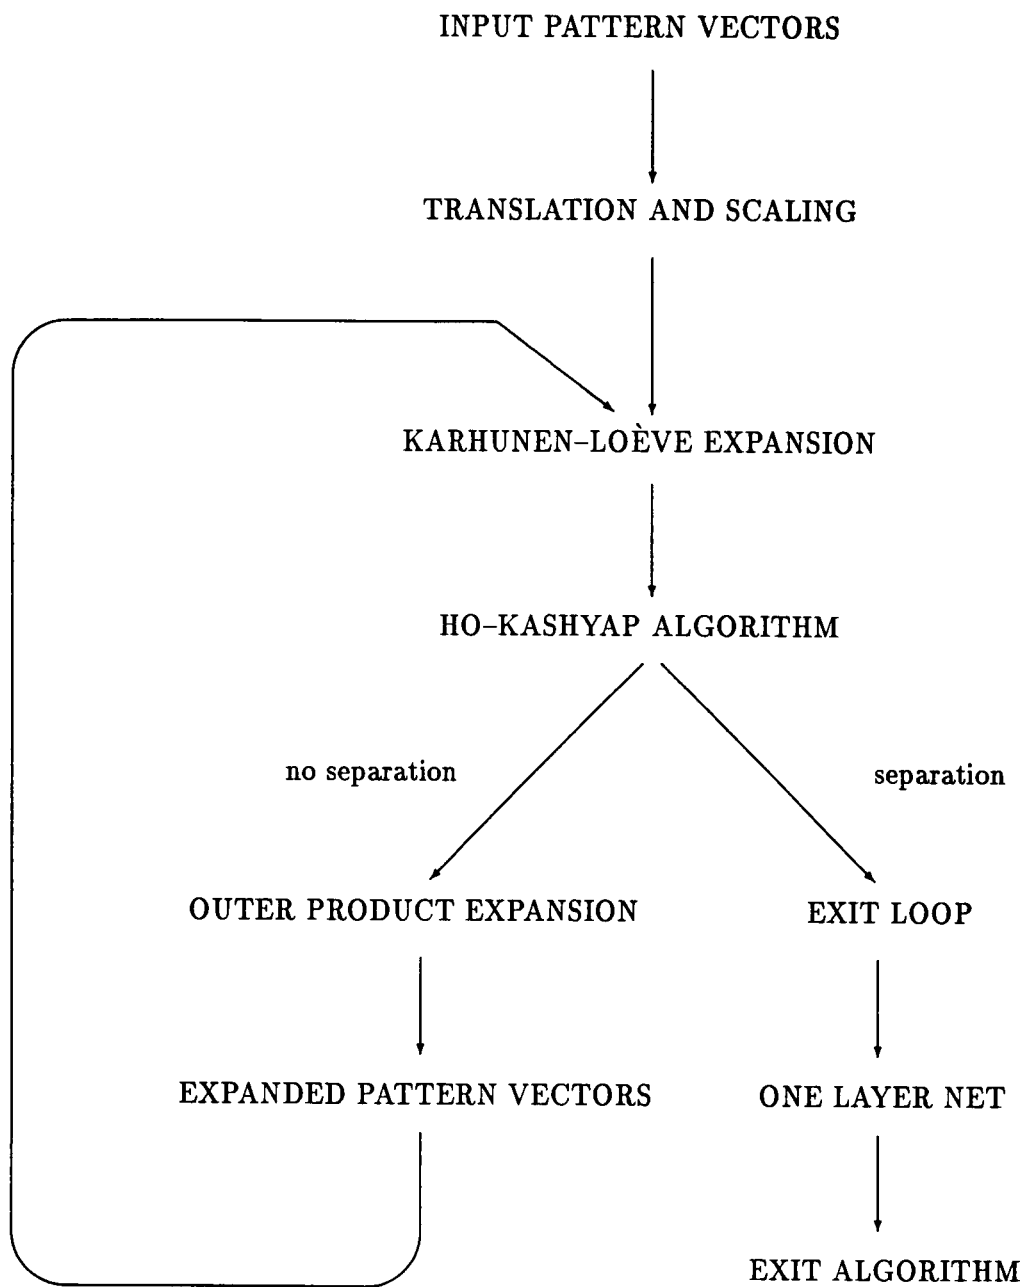 INPUT PATTERN VECTORS
TRANSLATION AND SCALING
KARHUNEN–LOÈVE EXPANSION
HO–KASHYAP ALGORITHM
no separation
separation
OUTER PRODUCT EXPANSION
EXIT LOOP
EXPANDED PATTERN VECTORS
ONE LAYER NET
EXIT ALGORITHM